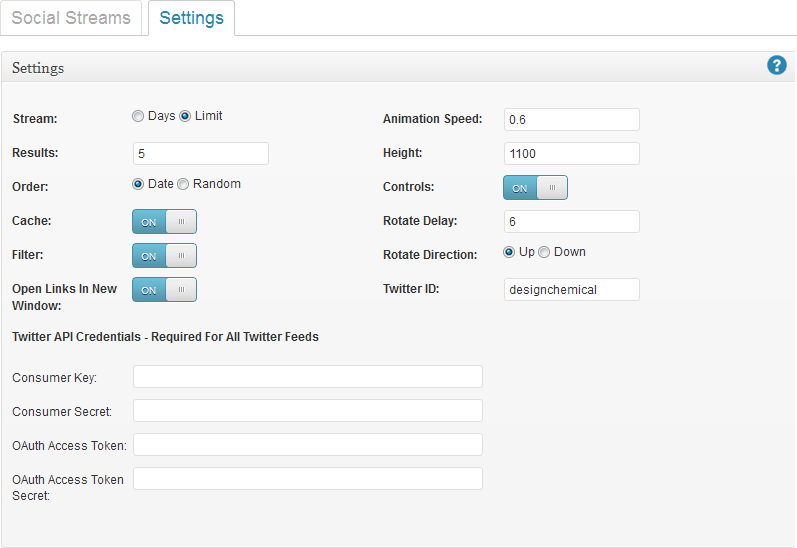 Social Streams
Settings
Settings
?
Stream:
Days
Limit
Animation Speed:
0.6
Results:
5
Height:
1100
Order:
Date
Random
Controls:
ON
Cache:
ON
Rotate Delay:
6
Filter:
ON
Rotate Direction:
Up
Down
Open Links In New
Window:
ON
Twitter ID:
designchemical
Twitter API Credentials - Required For All Twitter Feeds
Consumer Key:
Consumer Secret:
OAuth Access Token:
OAuth Access Token
Secret: